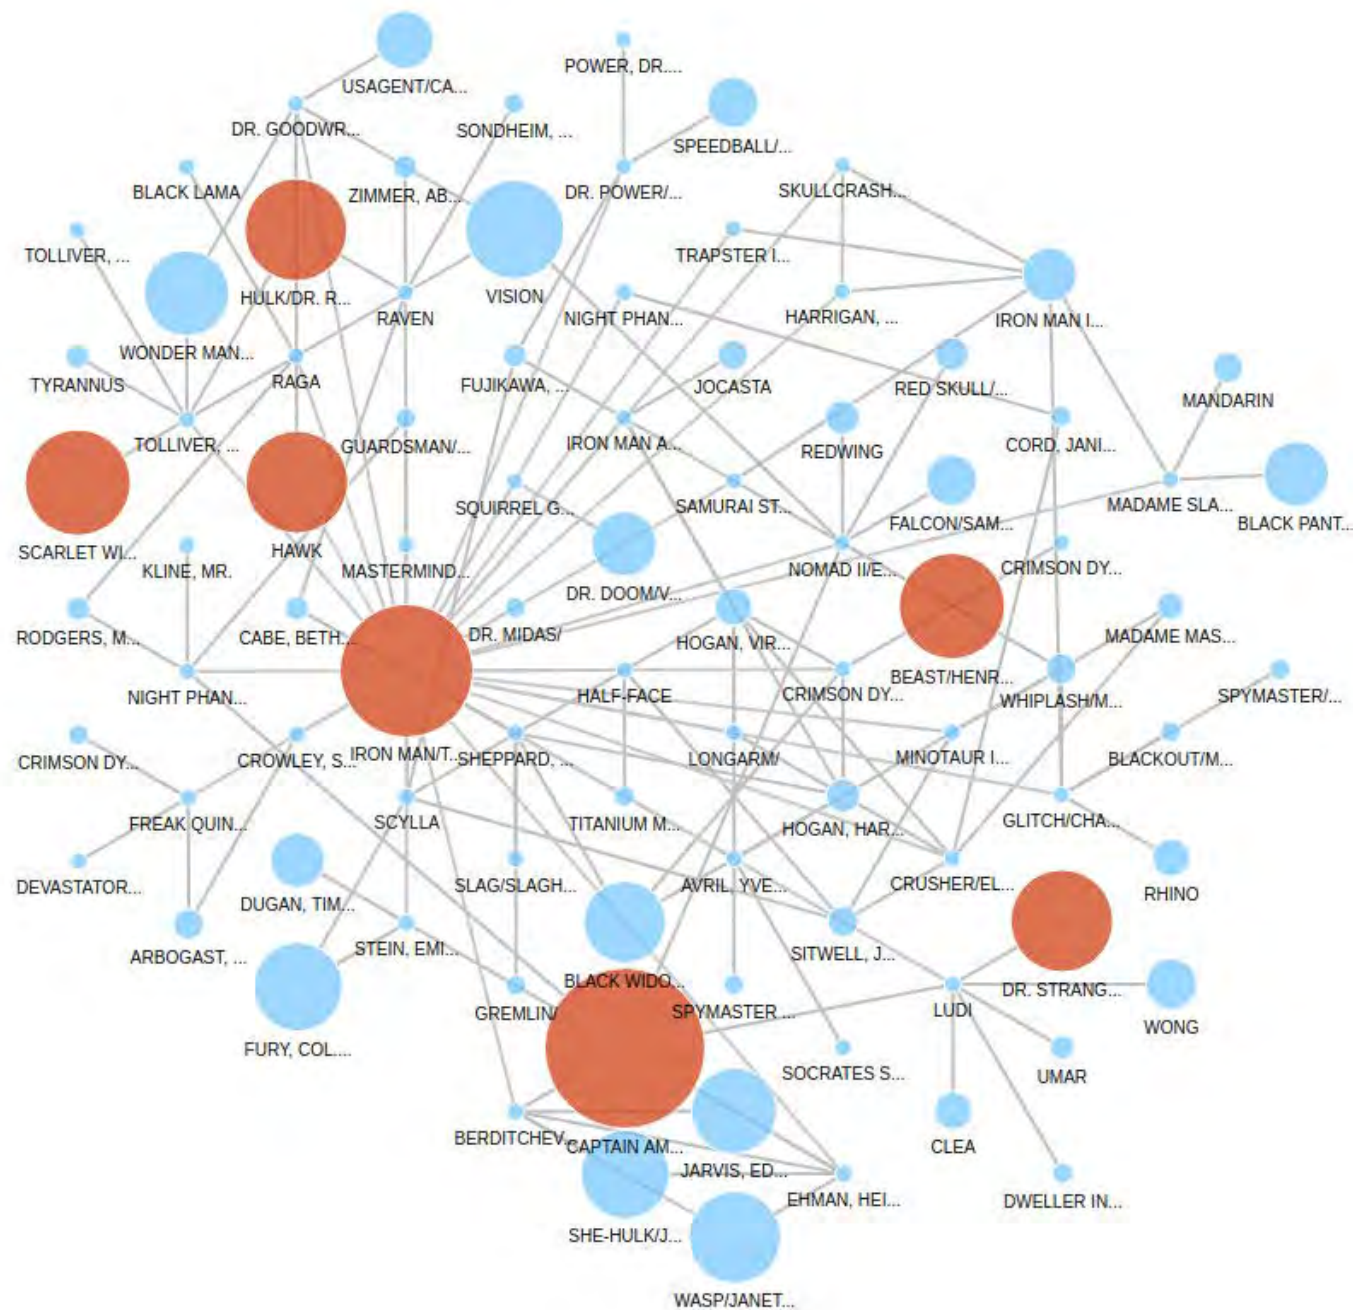 USAGENT/CA...
POWER, DR....
DR. GOODWR...
SONDHEIM, ...
SPEEDBALL/...
BLACK LAMA
ZIMMER, AB...
DR. POWER/...
SKULLCRASH...
TOLLIVER, ...
HULK/DR. R...
VISION
TRAPSTER I...
RAVEN
NIGHT PHAN...
HARRIGAN, ...
IRON MAN I...
WONDER MAN...
TYRANNUS
RAGA
FUJIKAWA, ...
JOCASTA
RED SKULL/...
MANDARIN
TOLLIVER, ...
GUARDSMAN/...
IRON MAN A...
REDWING
CORD, JANI...
SCARLET WI...
HAWK
SQUIRREL G...
SAMURAI ST...
FALCON/SAM...
MADAME SLA...
BLACK PANT...
KLINE, MR.
MASTERMIND...
DR. DOOM/V...
NOMAD II/E...
CRIMSON DY...
RODGERS, M...
CABE, BETH...
DR. MIDAS/
HOGAN, VIR...
MADAME MAS...
NIGHT PHAN...
HALF-FACE
CRIMSON DY...
BEAST/HENR...
WHIPLASH/M...
SPYMASTER/...
CRIMSON DY...
CROWLEY, S...
IRON MAN/T...
SHEPPARD, ...
LONGARM/
MINOTAUR I...
BLACKOUT/M...
FREAK QUIN...
SCYLLA
TITANIUM M...
HOGAN, HAR...
GLITCH/CHA...
DEVASTATOR...
DUGAN, TIM...
SLAG/SLAGH...
AVRIL, YVE...
CRUSHER/EL...
RHINO
ARBOGAST, ...
STEIN, EMI...
BLACK WIDO...
SITWELL, J...
DR. STRANG...
GREMLIN/
SPYMASTER ...
LUDI
WONG
FURY, COL....
SOCRATES S...
UMAR
BERDITCHEV...
CAPTAIN AM...
JARVIS, ED...
CLEA
EHMAN, HEI...
DWELLER IN...
SHE-HULK/J...
WASP/JANET...